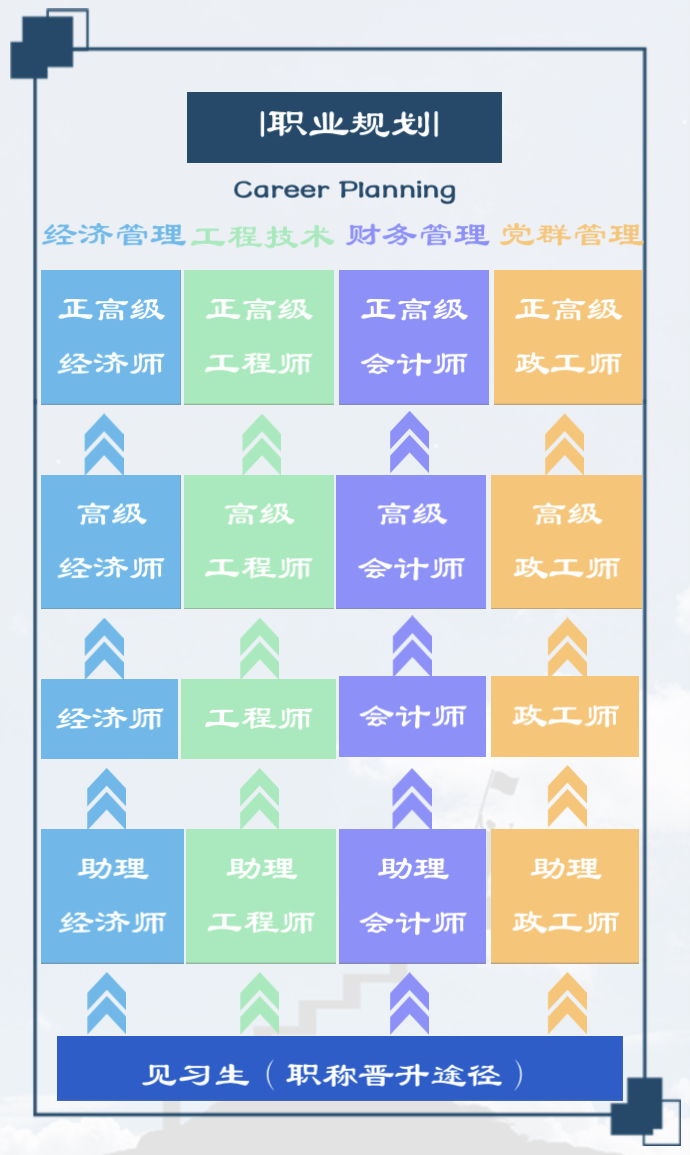 |职业规划|
Career Planning
经济管理 工程技术 财务管理 党群管理
正高级 正高级 正高级 正高级
经济师 工程师 会计师 政工师
高级 高级 高级 高级
经济师 工程师 会计师 政工师
经济师 工程师 会计师 政工师
助理 助理 助理 助理
经济师 工程师 会计师 政工师
见习生（职称晋升途径）